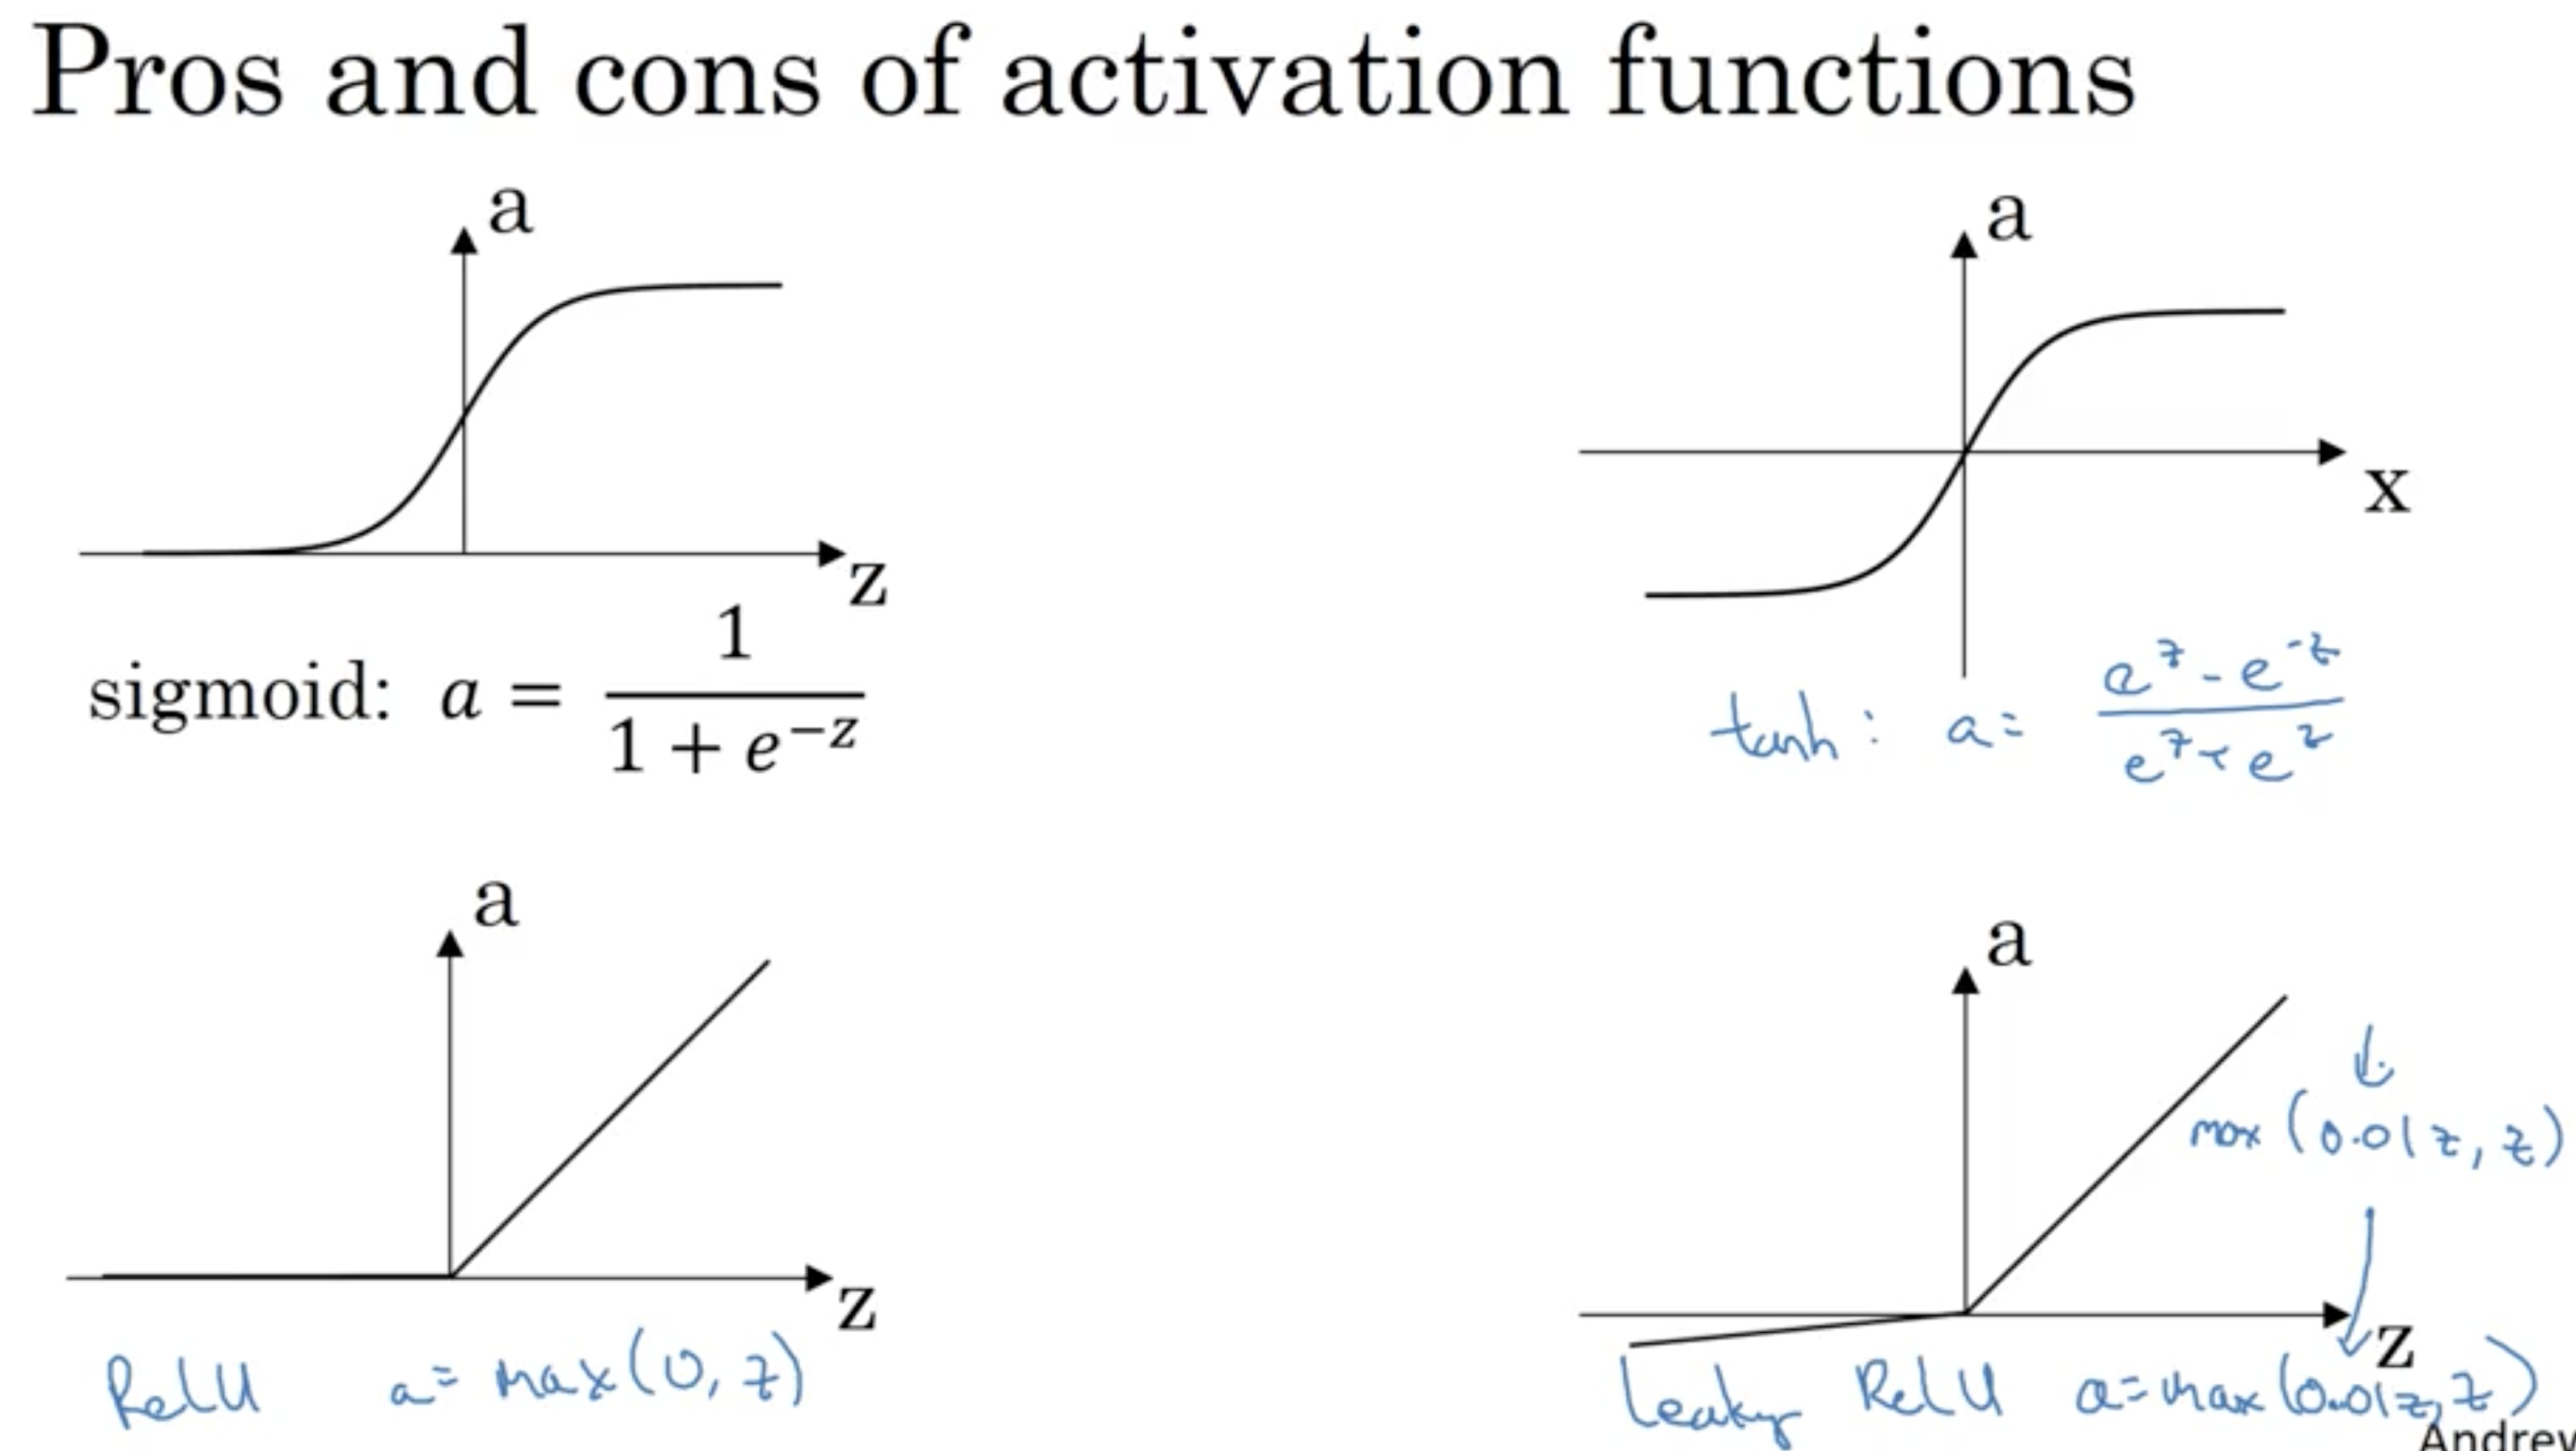 Pros and cons of activation functions
a
z
sigmoid: a = 1 / (1 + e^{-z})
a
x
tanh: a = (e^z - e^{-z}) / (e^z + e^z)
a
z
ReLU a = max(0, z)
a
max(0.01z, z)
z
Leaky ReLU a = max(0.01z, z)
Andrew